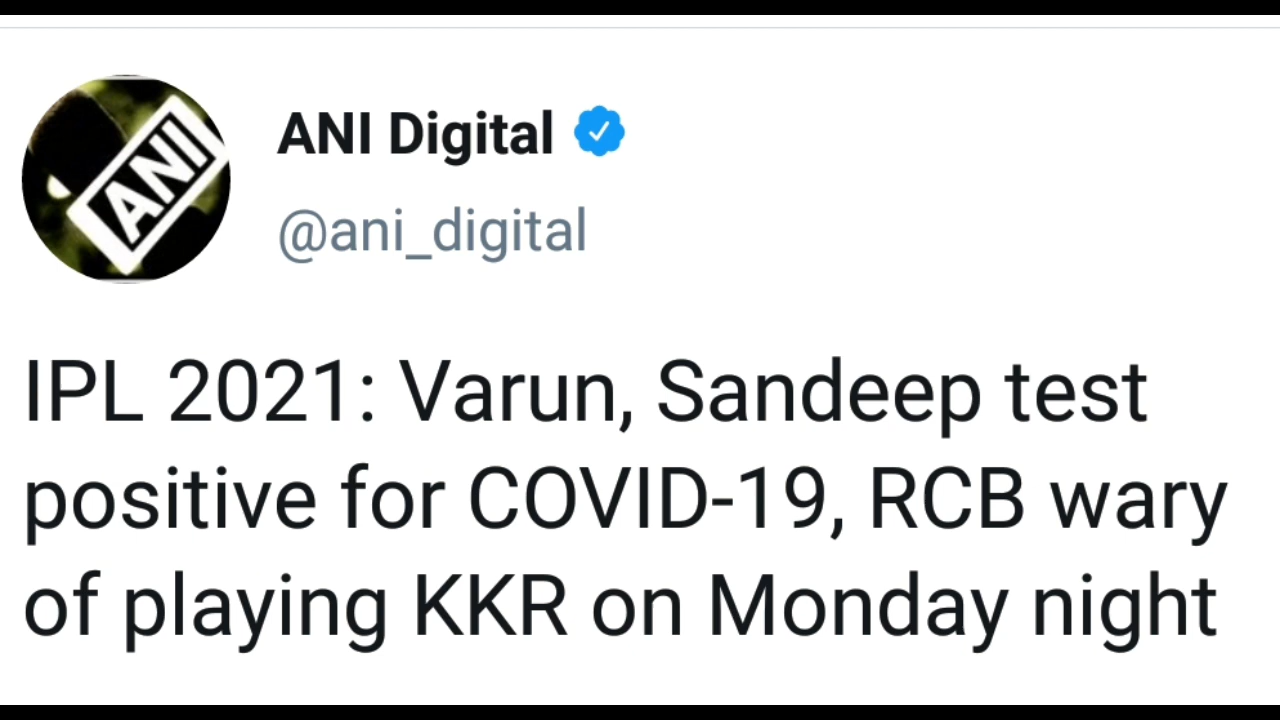 ANI
ANI Digital
@ani_digital
IPL 2021: Varun, Sandeep test
positive for COVID-19, RCB wary
of playing KKR on Monday night